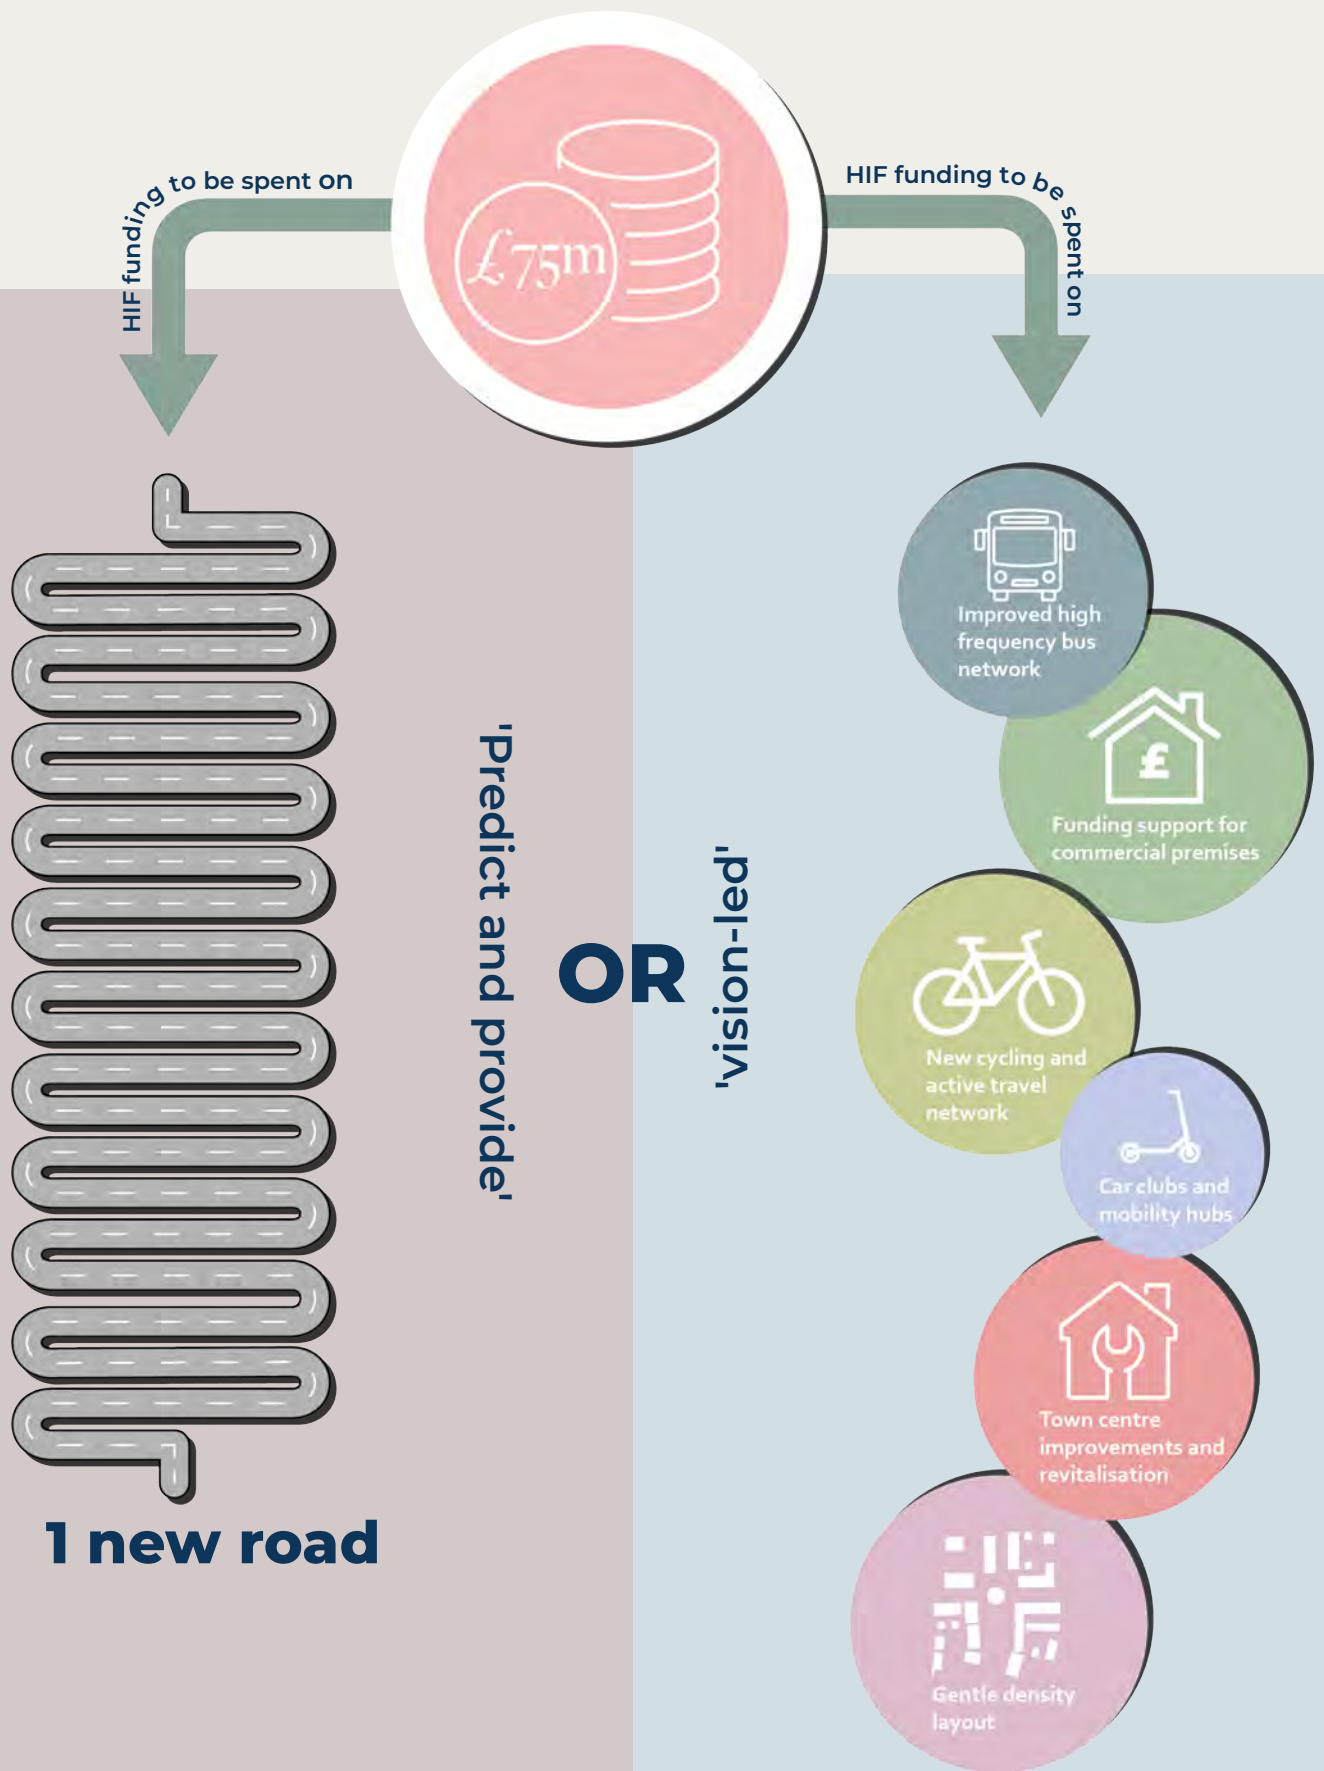 HIF funding to be spent on
HIF funding to be spent on
£75m
'Predict and provide'
OR
'vision-led'
1 new road
Improved high
frequency bus
network
£
Funding support for
commercial premises
New cycling and
active travel
network
Car clubs and
mobility hubs
Town centre
improvements and
revitalisation
Gentle density
layout